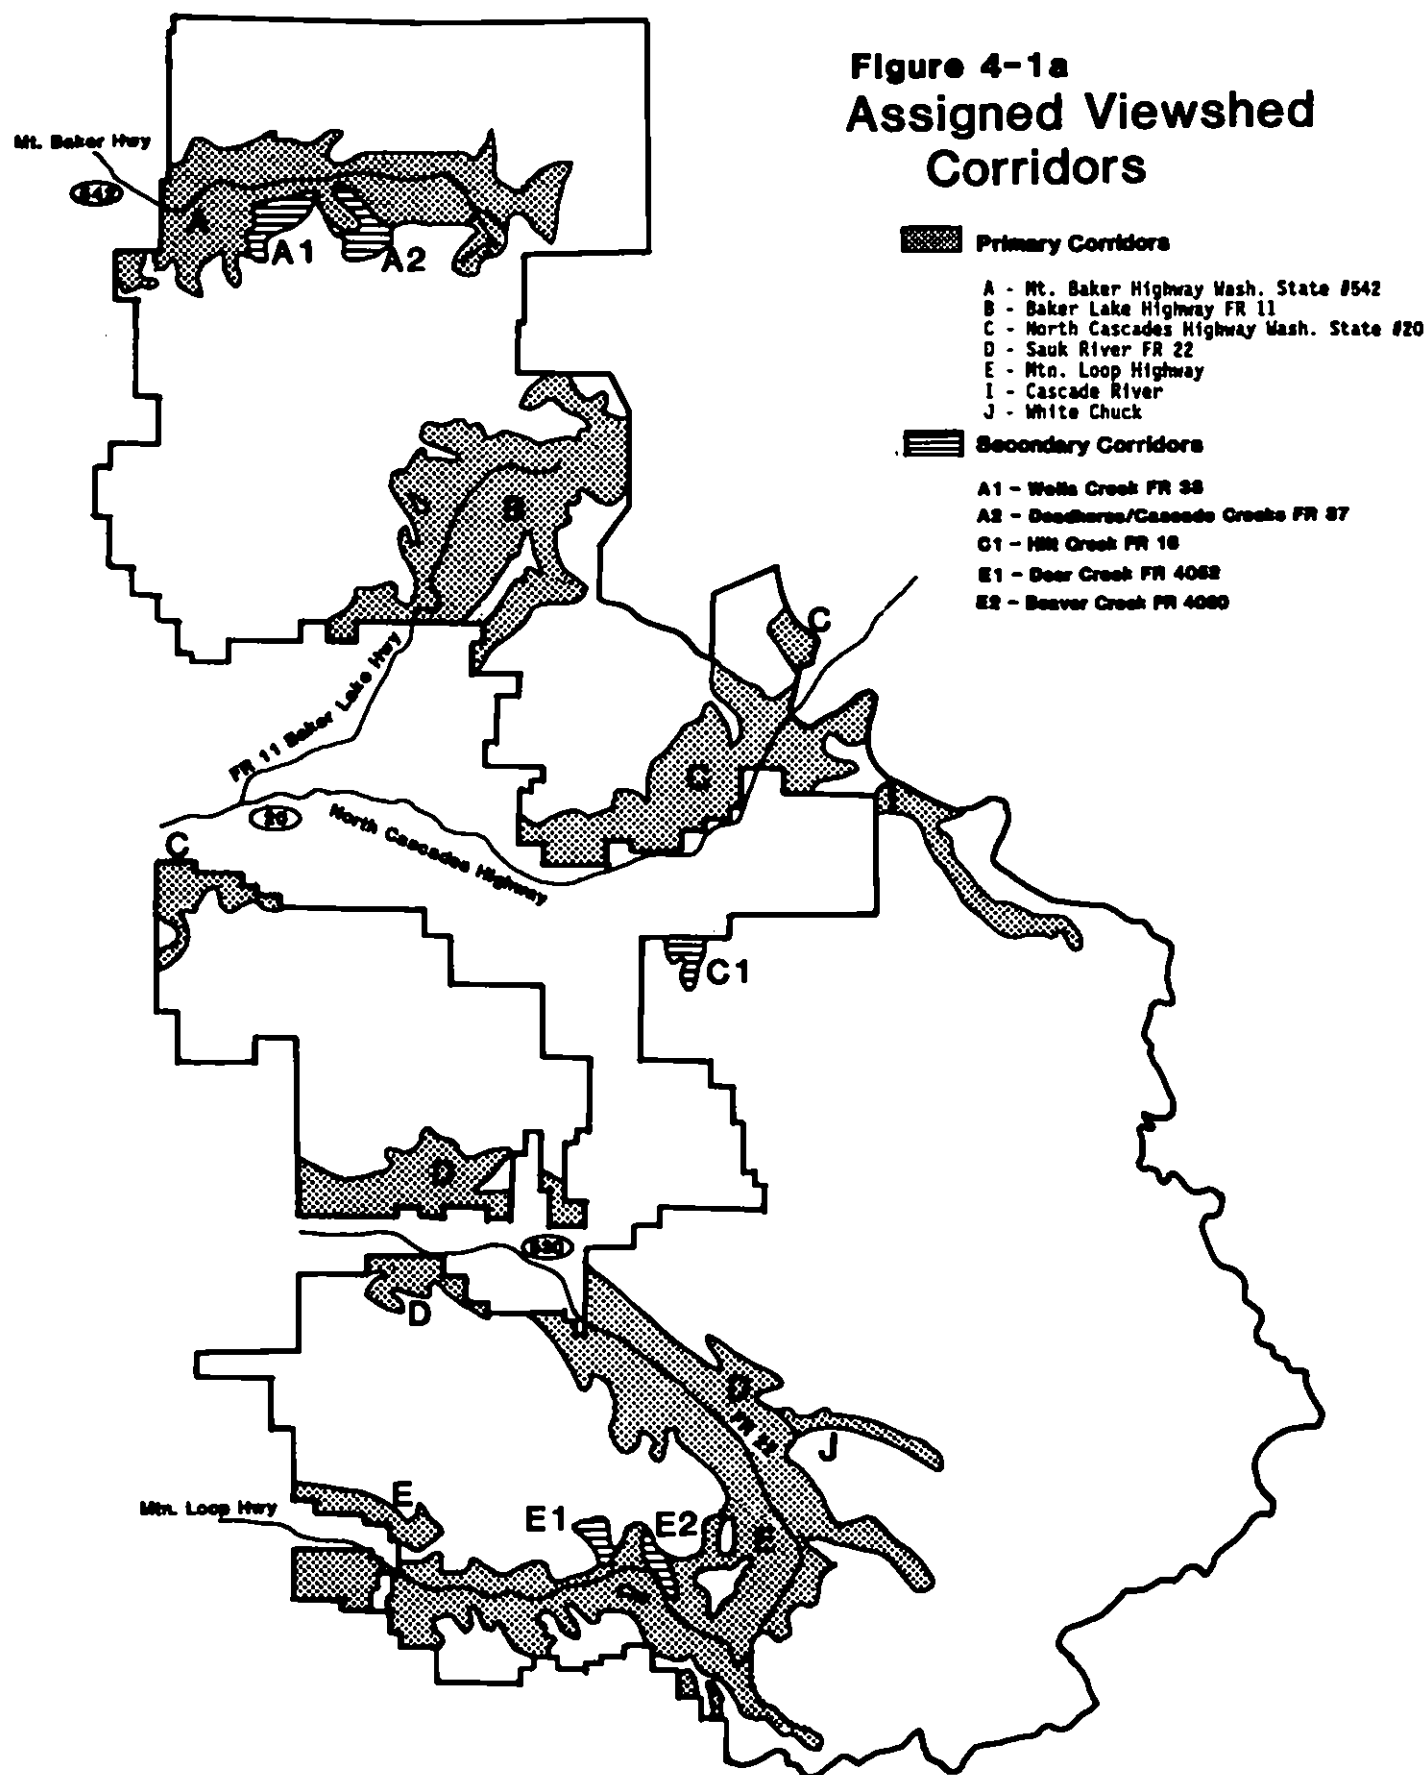 Figure 4-1a
Assigned Viewshed
Corridors
Mt. Baker Hwy
542
Primary Corridors
A - Mt. Baker Highway Wash. State #542
B - Baker Lake Highway FR 11
C - North Cascades Highway Wash. State #20
D - Sauk River FR 22
E - Mtn. Loop Highway
I - Cascade River
J - White Chuck
Secondary Corridors
A1 - Wells Creek FR 33
A2 - Deadhorse/Cascade Creeks FR 37
C1 - Hilt Creek FR 16
E1 - Deer Creek FR 4052
E2 - Beaver Creek FR 4060
A
A1
A2
B
C
FR 11 Baker Lake Hwy
C
I
20
North Cascades Highway
C
C1
D
530
D
D
FR 22
J
E
Mtn. Loop Hwy
E1
E2
E